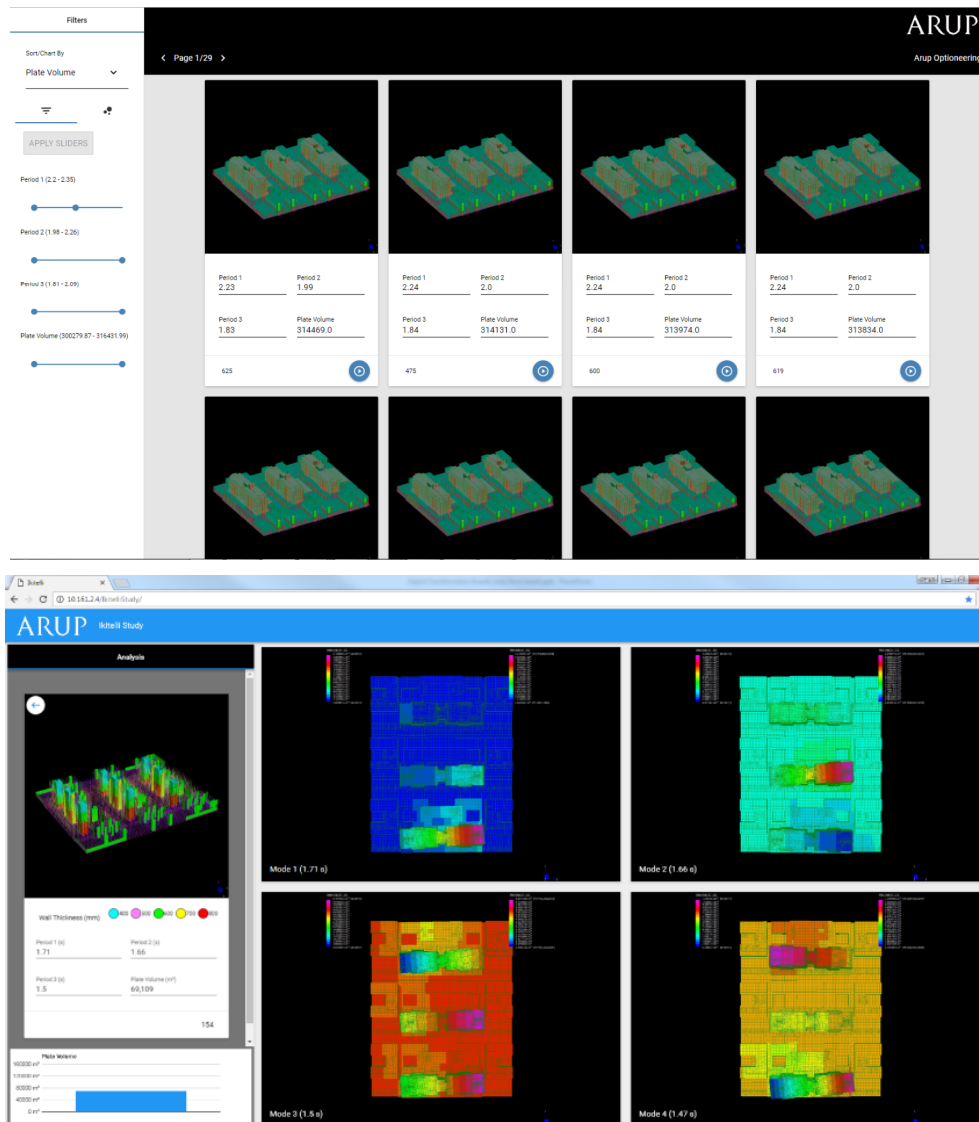 Filters
ARUP
Sort/Chart By
Plate Volume
Page 1/29
Arup Optioneering
APPLY SLIDERS
Period 1 (2.2 - 2.35)
Period 2 (1.98 - 2.26)
Period 3 (1.81 - 2.09)
Plate Volume (300279.87 - 316431.99)
Period 1 Period 2
2.23 1.99
Period 3 Plate Volume
1.83 314469.0
625
Period 1 Period 2
2.24 2.0
Period 3 Plate Volume
1.84 314131.0
475
Period 1 Period 2
2.24 2.0
Period 3 Plate Volume
1.84 313974.0
600
Period 1 Period 2
2.24 2.0
Period 3 Plate Volume
1.84 313834.0
619
Ikitelli
10.161.2.4/IkitelliStudy/
ARUP Ikitelli Study
Analysis
Wall Thickness (mm) 400 500 600 700 800
Period 1 (s) Period 2 (s)
1.71 1.66
Period 3 (s) Plate Volume (m³)
1.5 69,109
154
Plate Volume
160000 m³
120000 m³
80000 m³
40000 m³
0 m³
Mode 1 (1.71 s)
Mode 2 (1.66 s)
Mode 3 (1.5 s)
Mode 4 (1.47 s)